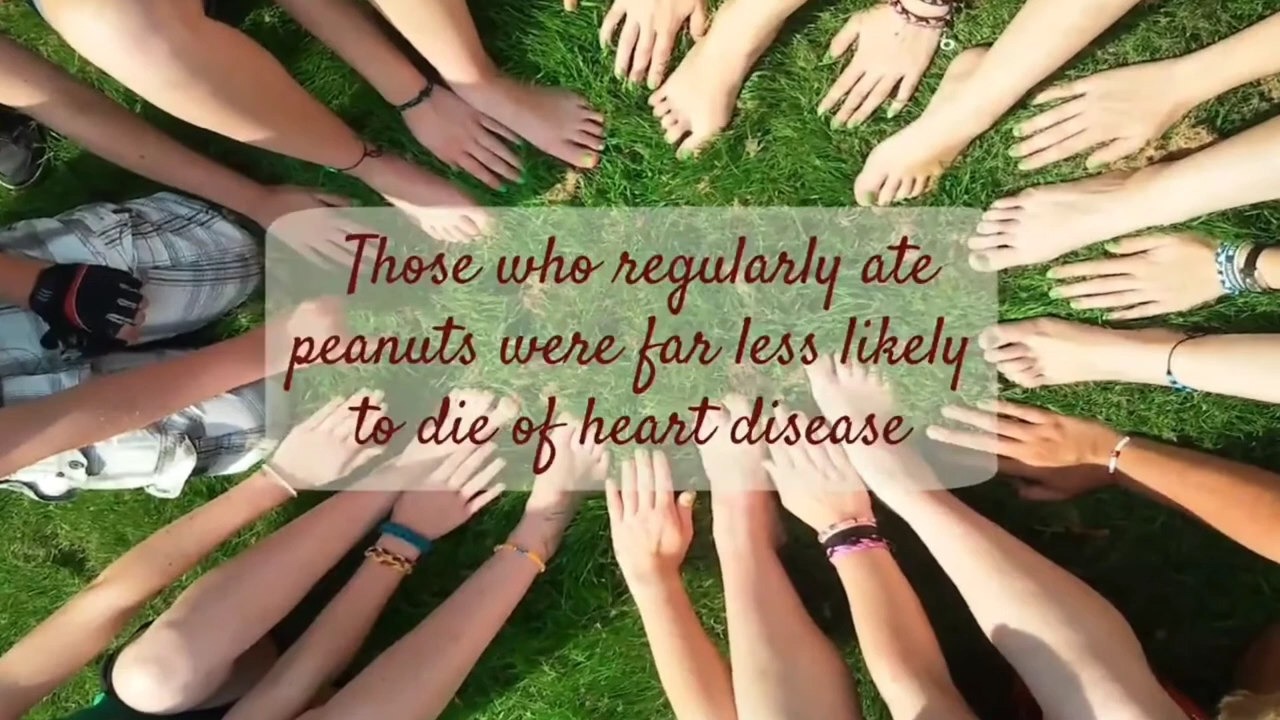 Those who regularly ate
peanuts were far less likely
to die of heart disease